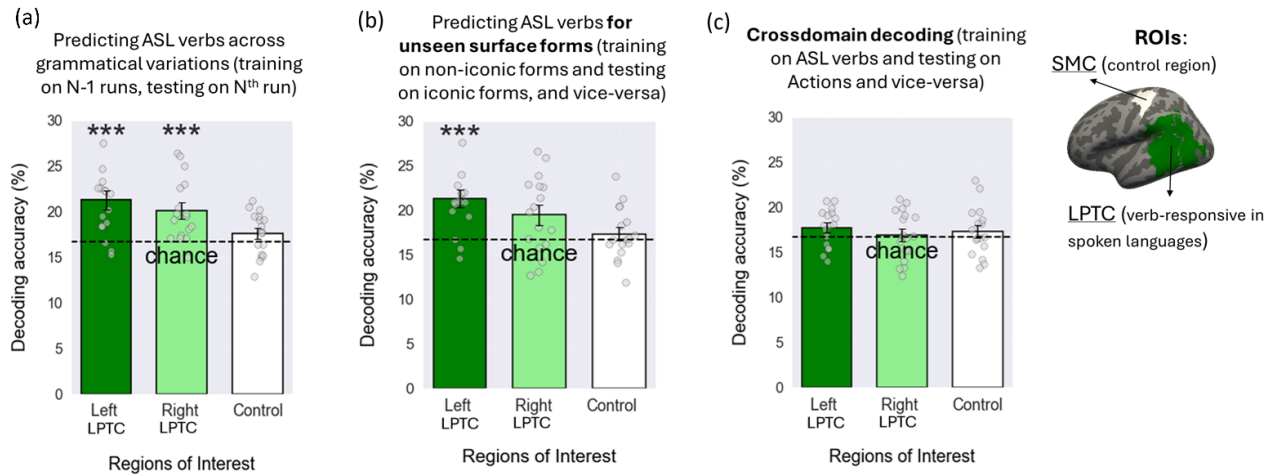 (a)
Predicting ASL verbs across
grammatical variations (training
on N-1 runs, testing on Nth run)
30
25
20
15
10
5
0
Decoding accuracy (%)
***
***
chance
Left
LPTC
Right
LPTC
Control
Regions of Interest
(b)
Predicting ASL verbs for
unseen surface forms (training
on non-iconic forms and testing
on iconic forms, and vice-versa)
30
25
20
15
10
5
0
Decoding accuracy (%)
***
chance
Left
LPTC
Right
LPTC
Control
Regions of Interest
(c)
Crossdomain decoding (training
on ASL verbs and testing on
Actions and vice-versa)
30
25
20
15
10
5
0
Decoding accuracy (%)
chance
Left
LPTC
Right
LPTC
Control
Regions of Interest
ROIs:
SMC (control region)
LPTC (verb-responsive in
spoken languages)